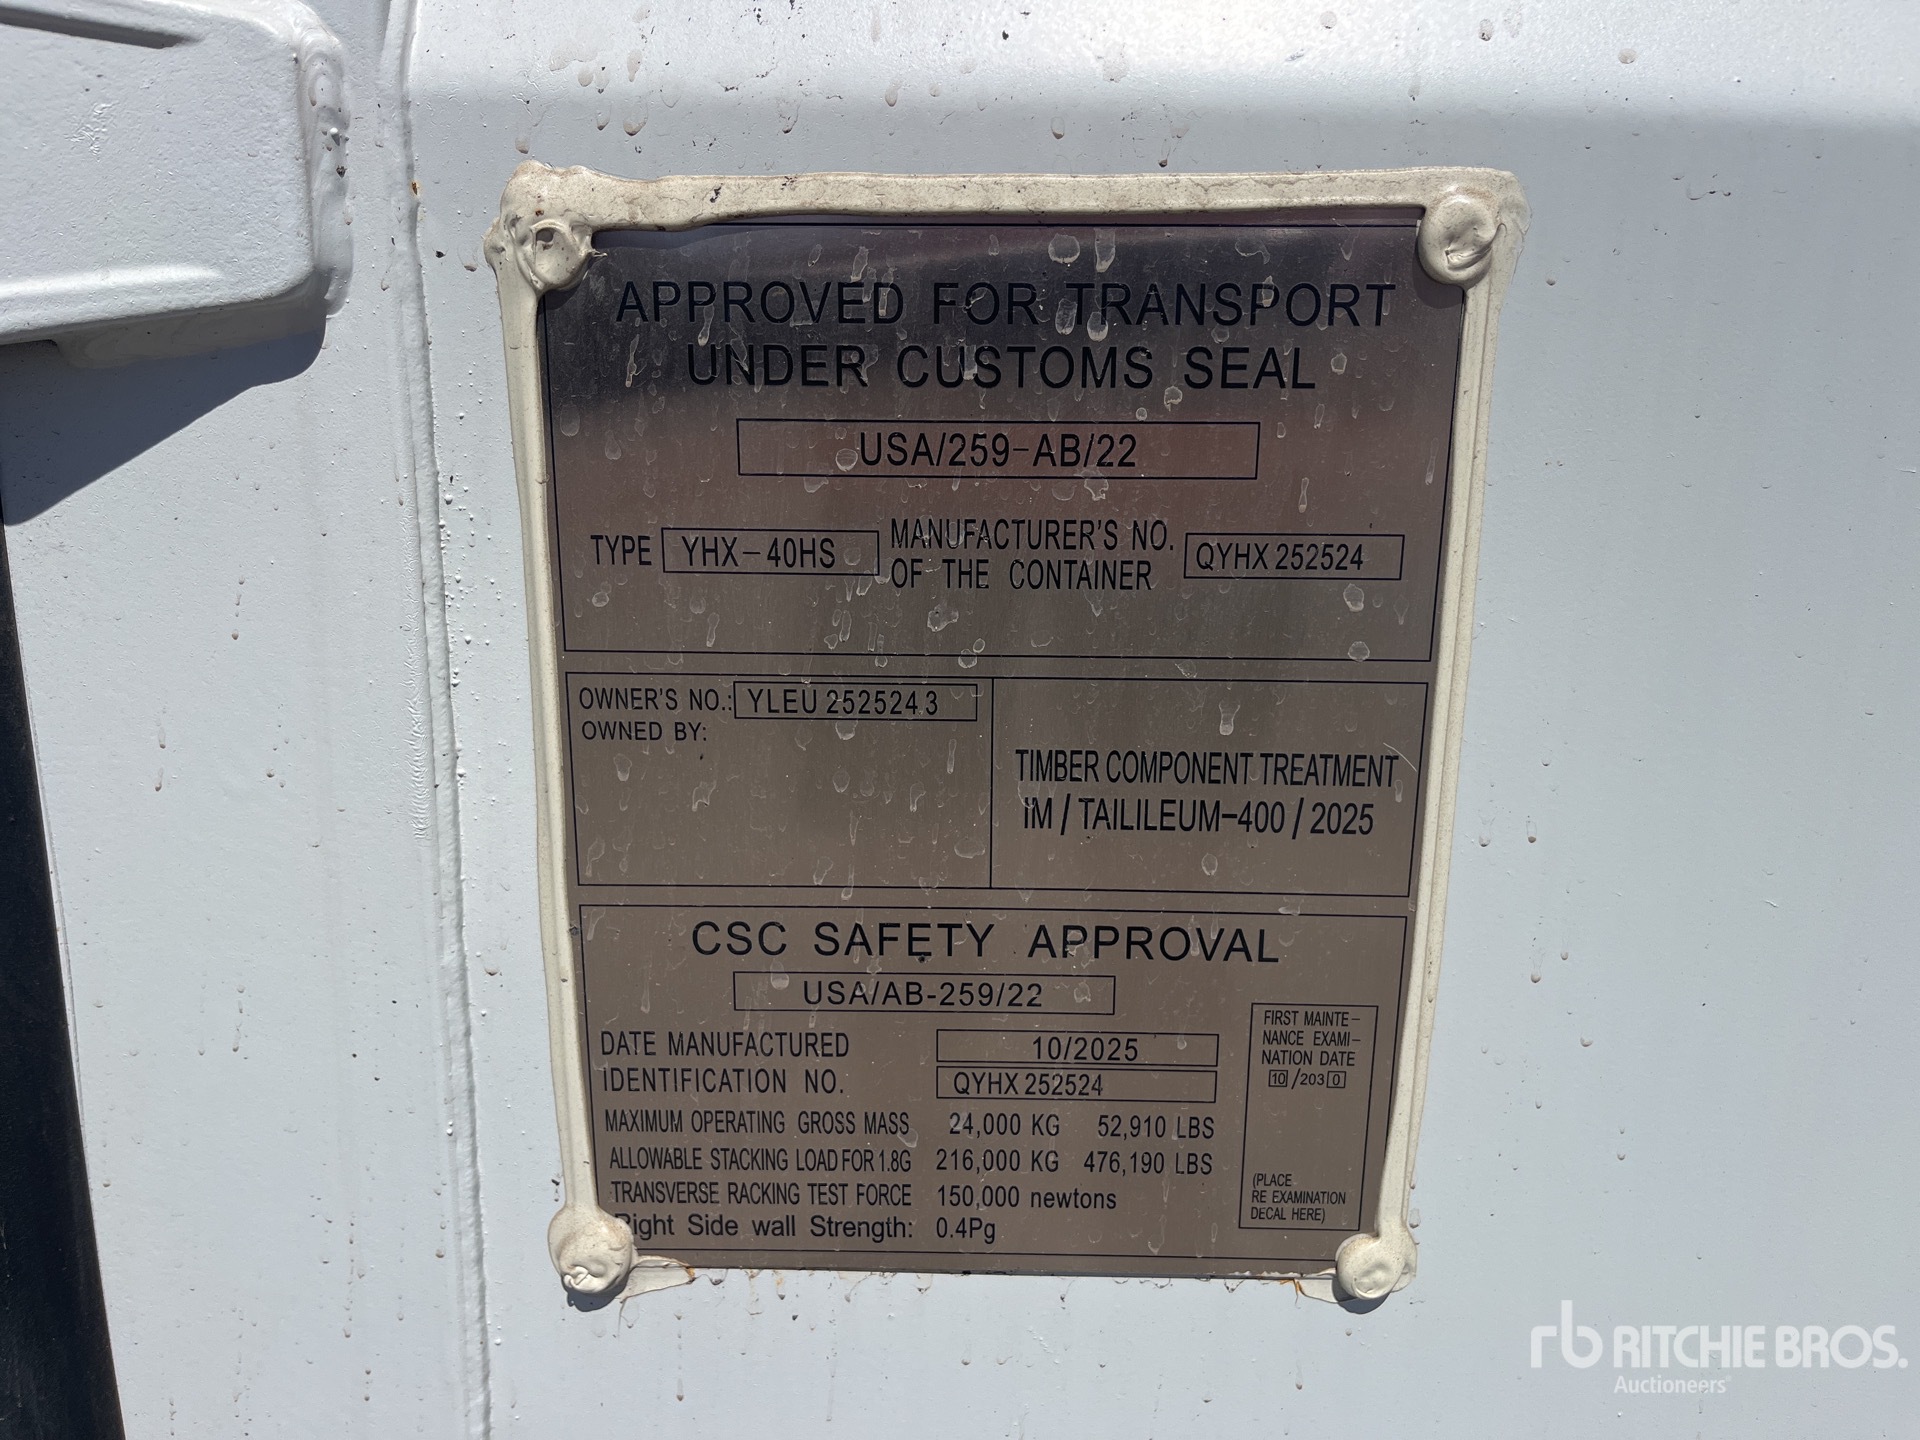 APPROVED FOR TRANSPORT
UNDER CUSTOMS SEAL
USA/259-AB/22
TYPE YHX-40HS MANUFACTURER'S NO. OF THE CONTAINER QYHX 252524
OWNER'S NO.: YLEU 252524 3
OWNED BY:
TIMBER COMPONENT TREATMENT
IM / TAILILEUM-400 / 2025
CSC SAFETY APPROVAL
USA/AB-259/22
DATE MANUFACTURED 10/2025
IDENTIFICATION NO. QYHX 252524
MAXIMUM OPERATING GROSS MASS 24,000 KG 52,910 LBS
ALLOWABLE STACKING LOAD FOR 1.8G 216,000 KG 476,190 LBS
TRANSVERSE RACKING TEST FORCE 150,000 newtons
Right Side wall Strength: 0.4Pg
FIRST MAINTE-
NANCE EXAMI-
NATION DATE
10/2030
(PLACE
RE EXAMINATION
DECAL HERE)
rb RITCHIE BROS.
Auctioneers